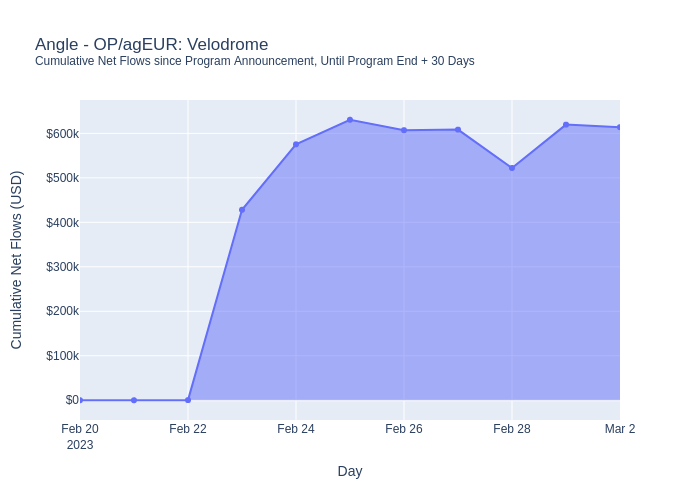 Angle - OP/agEUR: Velodrome
Cumulative Net Flows since Program Announcement, Until Program End + 30 Days
Cumulative Net Flows (USD)
$600k
$500k
$400k
$300k
$200k
$100k
$0
Feb 20
2023
Feb 22
Feb 24
Feb 26
Feb 28
Mar 2
Day